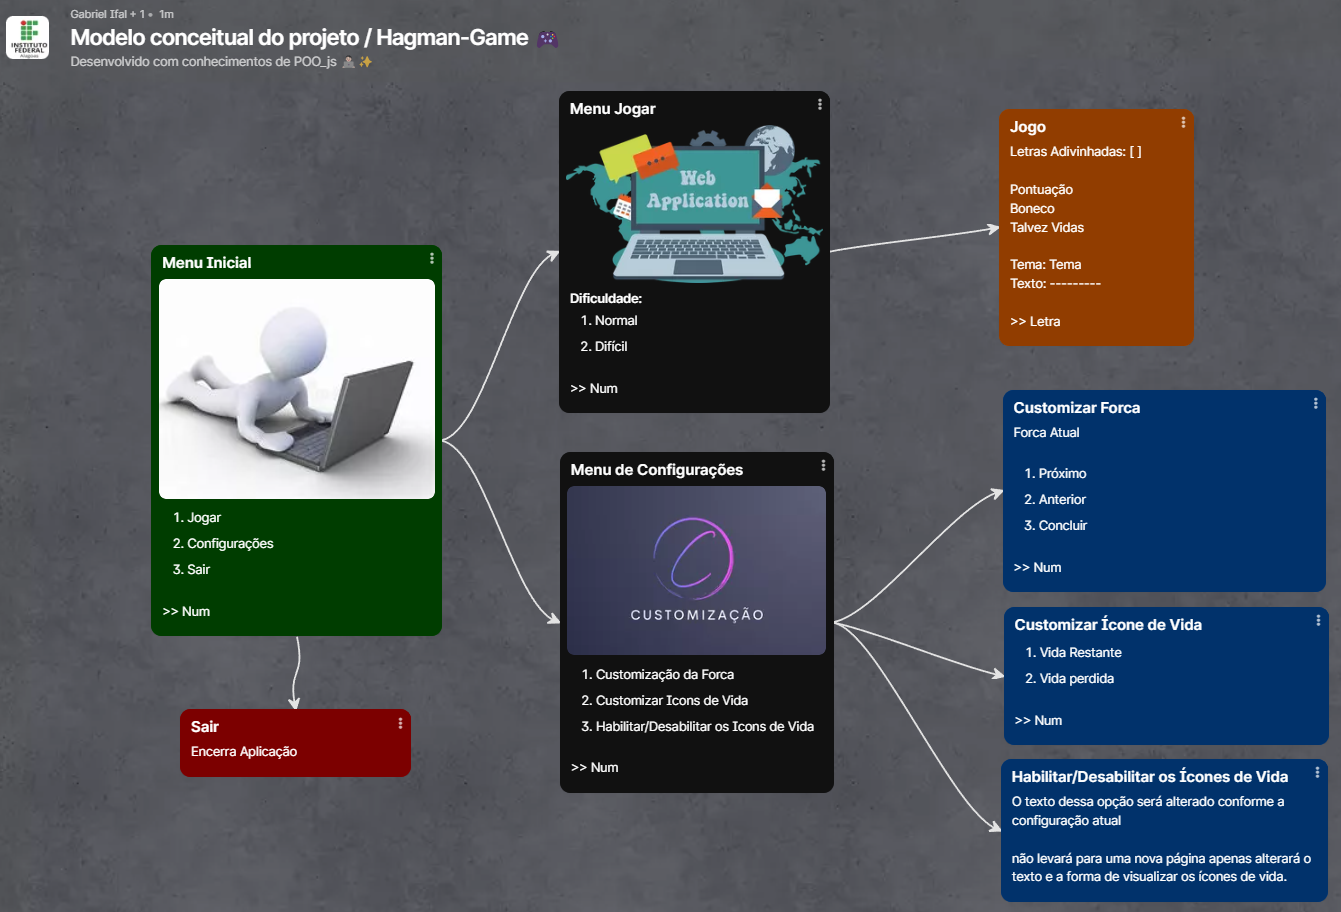 Gabriel Ifal + 1 • 1m
Modelo conceitual do projeto / Hagman-Game 🎮
Desenvolvido com conhecimentos de POO_js
INSTITUTO
FEDERAL
Alagoas
Menu Inicial
1. Jogar
2. Configurações
3. Sair
>> Num
Sair
Encerra Aplicação
Menu Jogar
Web
Application
Dificuldade:
1. Normal
2. Difícil
>> Num
Menu de Configurações
CUSTOMIZAÇÃO
1. Customização da Forca
2. Customizar Icons de Vida
3. Habilitar/Desabilitar os Icons de Vida
>> Num
Jogo
Letras Adivinhadas: [ ]
Pontuação
Boneco
Talvez Vidas
Tema: Tema
Texto: ---------
>> Letra
Customizar Forca
Forca Atual
1. Próximo
2. Anterior
3. Concluir
>> Num
Customizar Ícone de Vida
1. Vida Restante
2. Vida perdida
>> Num
Habilitar/Desabilitar os Ícones de Vida
O texto dessa opção será alterado conforme a
configuração atual
não levará para uma nova página apenas alterará o
texto e a forma de visualizar os ícones de vida.